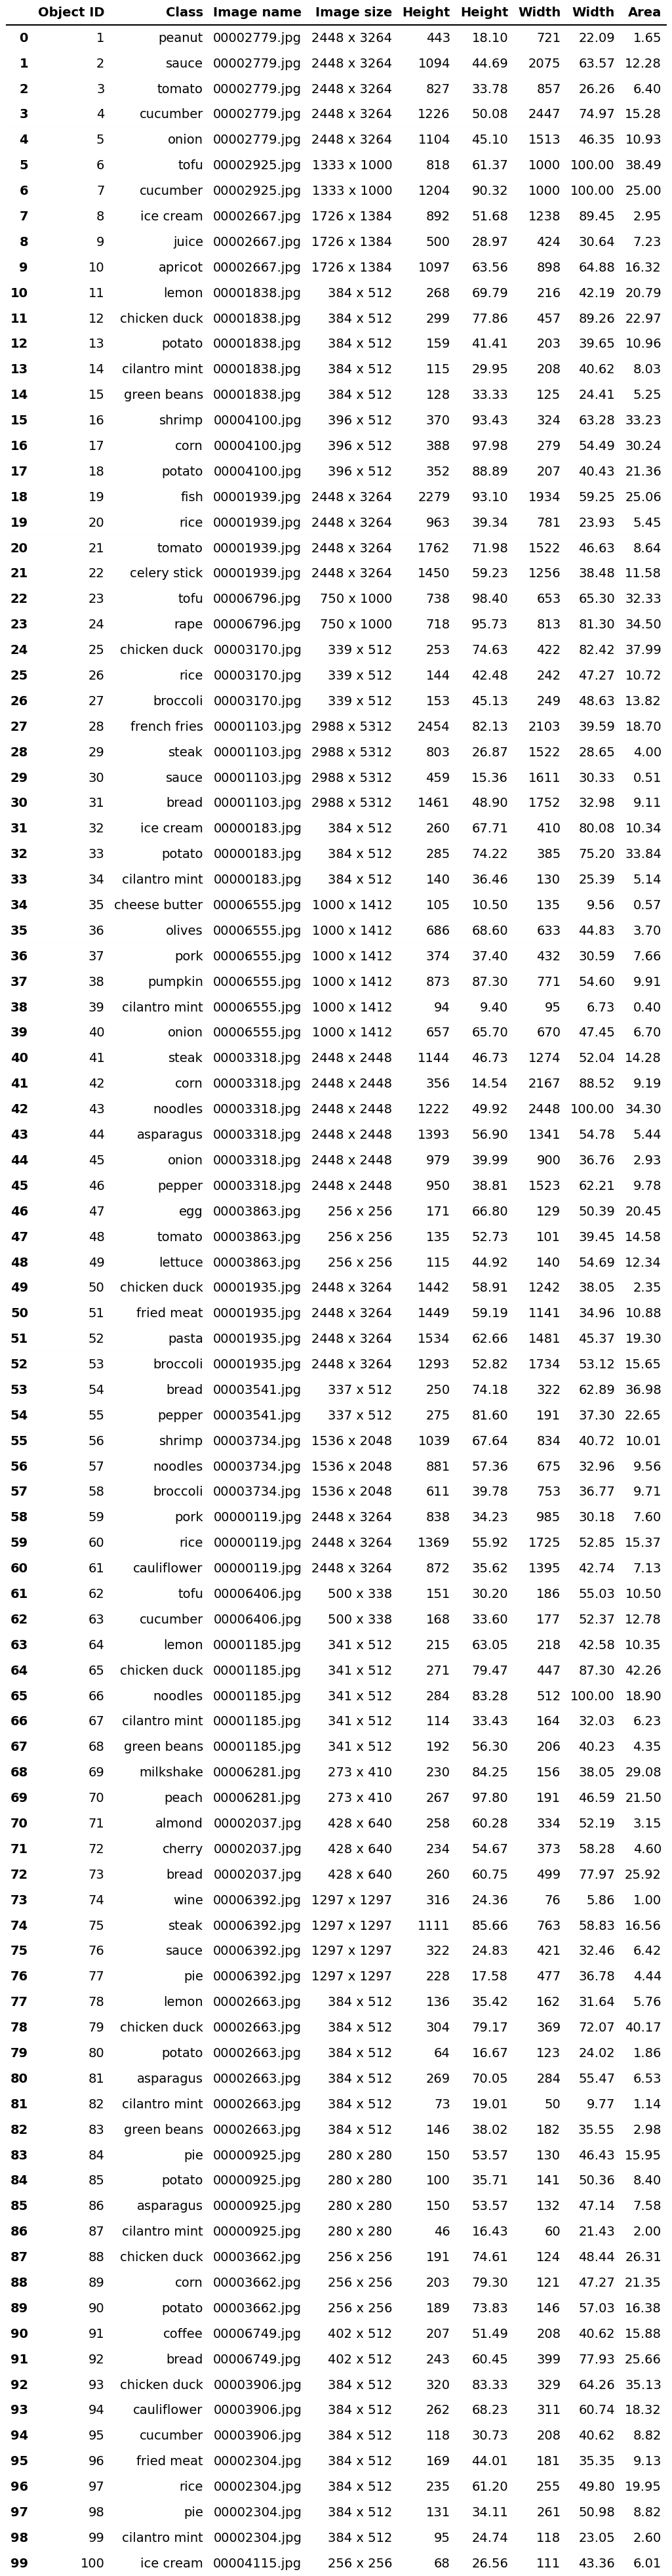 Object ID Class Image name Image size Height Height Width Width Area
0 1 peanut 00002779.jpg 2448 x 3264 443 18.10 721 22.09 1.65
1 2 sauce 00002779.jpg 2448 x 3264 1094 44.69 2075 63.57 12.28
2 3 tomato 00002779.jpg 2448 x 3264 827 33.78 857 26.26 6.40
3 4 cucumber 00002779.jpg 2448 x 3264 1226 50.08 2447 74.97 15.28
4 5 onion 00002779.jpg 2448 x 3264 1104 45.10 1513 46.35 10.93
5 6 tofu 00002925.jpg 1333 x 1000 818 61.37 1000 100.00 38.49
6 7 cucumber 00002925.jpg 1333 x 1000 1204 90.32 1000 100.00 25.00
7 8 ice cream 00002667.jpg 1726 x 1384 892 51.68 1238 89.45 2.95
8 9 juice 00002667.jpg 1726 x 1384 500 28.97 424 30.64 7.23
9 10 apricot 00002667.jpg 1726 x 1384 1097 63.56 898 64.88 16.32
10 11 lemon 00001838.jpg 384 x 512 268 69.79 216 42.19 20.79
11 12 chicken duck 00001838.jpg 384 x 512 299 77.86 457 89.26 22.97
12 13 potato 00001838.jpg 384 x 512 159 41.41 203 39.65 10.96
13 14 cilantro mint 00001838.jpg 384 x 512 115 29.95 208 40.62 8.03
14 15 green beans 00001838.jpg 384 x 512 128 33.33 125 24.41 5.25
15 16 shrimp 00004100.jpg 396 x 512 370 93.43 324 63.28 33.23
16 17 corn 00004100.jpg 396 x 512 388 97.98 279 54.49 30.24
17 18 potato 00004100.jpg 396 x 512 352 88.89 207 40.43 21.36
18 19 fish 00001939.jpg 2448 x 3264 2279 93.10 1934 59.25 25.06
19 20 rice 00001939.jpg 2448 x 3264 963 39.34 781 23.93 5.45
20 21 tomato 00001939.jpg 2448 x 3264 1762 71.98 1522 46.63 8.64
21 22 celery stick 00001939.jpg 2448 x 3264 1450 59.23 1256 38.48 11.58
22 23 tofu 00006796.jpg 750 x 1000 738 98.40 653 65.30 32.33
23 24 rape 00006796.jpg 750 x 1000 718 95.73 813 81.30 34.50
24 25 chicken duck 00003170.jpg 339 x 512 253 74.63 422 82.42 37.99
25 26 rice 00003170.jpg 339 x 512 144 42.48 242 47.27 10.72
26 27 broccoli 00003170.jpg 339 x 512 153 45.13 249 48.63 13.82
27 28 french fries 00001103.jpg 2988 x 5312 2454 82.13 2103 39.59 18.70
28 29 steak 00001103.jpg 2988 x 5312 803 26.87 1522 28.65 4.00
29 30 sauce 00001103.jpg 2988 x 5312 459 15.36 1611 30.33 0.51
30 31 bread 00001103.jpg 2988 x 5312 1461 48.90 1752 32.98 9.11
31 32 ice cream 00000183.jpg 384 x 512 260 67.71 410 80.08 10.34
32 33 potato 00000183.jpg 384 x 512 285 74.22 385 75.20 33.84
33 34 cilantro mint 00000183.jpg 384 x 512 140 36.46 130 25.39 5.14
34 35 cheese butter 00006555.jpg 1000 x 1412 105 10.50 135 9.56 0.57
35 36 olives 00006555.jpg 1000 x 1412 686 68.60 633 44.83 3.70
36 37 pork 00006555.jpg 1000 x 1412 374 37.40 432 30.59 7.66
37 38 pumpkin 00006555.jpg 1000 x 1412 873 87.30 771 54.60 9.91
38 39 cilantro mint 00006555.jpg 1000 x 1412 94 9.40 95 6.73 0.40
39 40 onion 00006555.jpg 1000 x 1412 657 65.70 670 47.45 6.70
40 41 steak 00003318.jpg 2448 x 2448 1144 46.73 1274 52.04 14.28
41 42 corn 00003318.jpg 2448 x 2448 356 14.54 2167 88.52 9.19
42 43 noodles 00003318.jpg 2448 x 2448 1222 49.92 2448 100.00 34.30
43 44 asparagus 00003318.jpg 2448 x 2448 1393 56.90 1341 54.78 5.44
44 45 onion 00003318.jpg 2448 x 2448 979 39.99 900 36.76 2.93
45 46 pepper 00003318.jpg 2448 x 2448 950 38.81 1523 62.21 9.78
46 47 egg 00003863.jpg 256 x 256 171 66.80 129 50.39 20.45
47 48 tomato 00003863.jpg 256 x 256 135 52.73 101 39.45 14.58
48 49 lettuce 00003863.jpg 256 x 256 115 44.92 140 54.69 12.34
49 50 chicken duck 00001935.jpg 2448 x 3264 1442 58.91 1242 38.05 2.35
50 51 fried meat 00001935.jpg 2448 x 3264 1449 59.19 1141 34.96 10.88
51 52 pasta 00001935.jpg 2448 x 3264 1534 62.66 1481 45.37 19.30
52 53 broccoli 00001935.jpg 2448 x 3264 1293 52.82 1734 53.12 15.65
53 54 bread 00003541.jpg 337 x 512 250 74.18 322 62.89 36.98
54 55 pepper 00003541.jpg 337 x 512 275 81.60 191 37.30 22.65
55 56 shrimp 00003734.jpg 1536 x 2048 1039 67.64 834 40.72 10.01
56 57 noodles 00003734.jpg 1536 x 2048 881 57.36 675 32.96 9.56
57 58 broccoli 00003734.jpg 1536 x 2048 611 39.78 753 36.77 9.71
58 59 pork 00000119.jpg 2448 x 3264 838 34.23 985 30.18 7.60
59 60 rice 00000119.jpg 2448 x 3264 1369 55.92 1725 52.85 15.37
60 61 cauliflower 00000119.jpg 2448 x 3264 872 35.62 1395 42.74 7.13
61 62 tofu 00006406.jpg 500 x 338 151 30.20 186 55.03 10.50
62 63 cucumber 00006406.jpg 500 x 338 168 33.60 177 52.37 12.78
63 64 lemon 00001185.jpg 341 x 512 215 63.05 218 42.58 10.35
64 65 chicken duck 00001185.jpg 341 x 512 271 79.47 447 87.30 42.26
65 66 noodles 00001185.jpg 341 x 512 284 83.28 512 100.00 18.90
66 67 cilantro mint 00001185.jpg 341 x 512 114 33.43 164 32.03 6.23
67 68 green beans 00001185.jpg 341 x 512 192 56.30 206 40.23 4.35
68 69 milkshake 00006281.jpg 273 x 410 230 84.25 156 38.05 29.08
69 70 peach 00006281.jpg 273 x 410 267 97.80 191 46.59 21.50
70 71 almond 00002037.jpg 428 x 640 258 60.28 334 52.19 3.15
71 72 cherry 00002037.jpg 428 x 640 234 54.67 373 58.28 4.60
72 73 bread 00002037.jpg 428 x 640 260 60.75 499 77.97 25.92
73 74 wine 00006392.jpg 1297 x 1297 316 24.36 76 5.86 1.00
74 75 steak 00006392.jpg 1297 x 1297 1111 85.66 763 58.83 16.56
75 76 sauce 00006392.jpg 1297 x 1297 322 24.83 421 32.46 6.42
76 77 pie 00006392.jpg 1297 x 1297 228 17.58 477 36.78 4.44
77 78 lemon 00002663.jpg 384 x 512 136 35.42 162 31.64 5.76
78 79 chicken duck 00002663.jpg 384 x 512 304 79.17 369 72.07 40.17
79 80 potato 00002663.jpg 384 x 512 64 16.67 123 24.02 1.86
80 81 asparagus 00002663.jpg 384 x 512 269 70.05 284 55.47 6.53
81 82 cilantro mint 00002663.jpg 384 x 512 73 19.01 50 9.77 1.14
82 83 green beans 00002663.jpg 384 x 512 146 38.02 182 35.55 2.98
83 84 pie 00000925.jpg 280 x 280 150 53.57 130 46.43 15.95
84 85 potato 00000925.jpg 280 x 280 100 35.71 141 50.36 8.40
85 86 asparagus 00000925.jpg 280 x 280 150 53.57 132 47.14 7.58
86 87 cilantro mint 00000925.jpg 280 x 280 46 16.43 60 21.43 2.00
87 88 chicken duck 00003662.jpg 256 x 256 191 74.61 124 48.44 26.31
88 89 corn 00003662.jpg 256 x 256 203 79.30 121 47.27 21.35
89 90 potato 00003662.jpg 256 x 256 189 73.83 146 57.03 16.38
90 91 coffee 00006749.jpg 402 x 512 207 51.49 208 40.62 15.88
91 92 bread 00006749.jpg 402 x 512 243 60.45 399 77.93 25.66
92 93 chicken duck 00003906.jpg 384 x 512 320 83.33 329 64.26 35.13
93 94 cauliflower 00003906.jpg 384 x 512 262 68.23 311 60.74 18.32
94 95 cucumber 00003906.jpg 384 x 512 118 30.73 208 40.62 8.82
95 96 fried meat 00002304.jpg 384 x 512 169 44.01 181 35.35 9.13
96 97 rice 00002304.jpg 384 x 512 235 61.20 255 49.80 19.95
97 98 pie 00002304.jpg 384 x 512 131 34.11 261 50.98 8.82
98 99 cilantro mint 00002304.jpg 384 x 512 95 24.74 118 23.05 2.60
99 100 ice cream 00004115.jpg 256 x 256 68 26.56 111 43.36 6.01